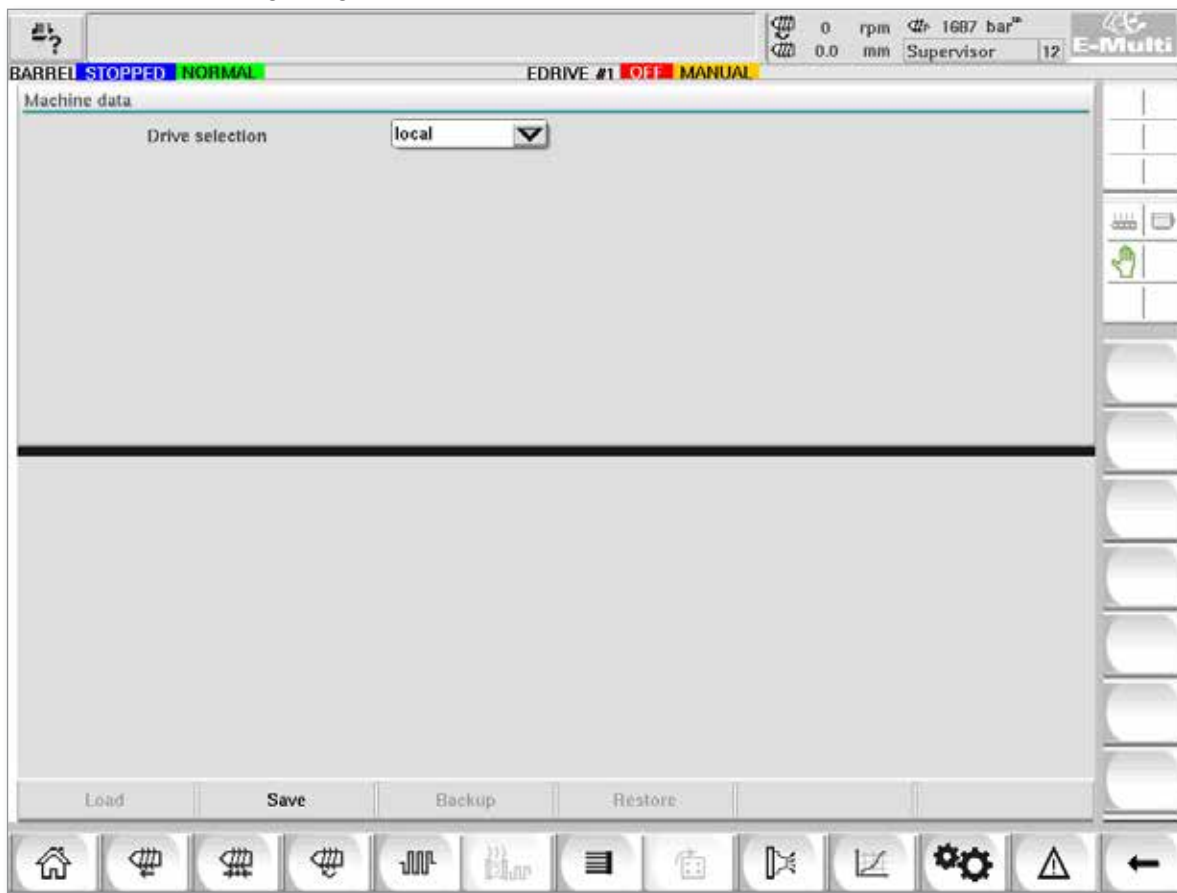 0 rpm 1687 bar
0.0 mm Supervisor 12
E-Multi
BARREL STOPPED NORMAL EDRIVE #1 OFF MANUAL
Machine data
Drive selection local
Load Save Backup Restore